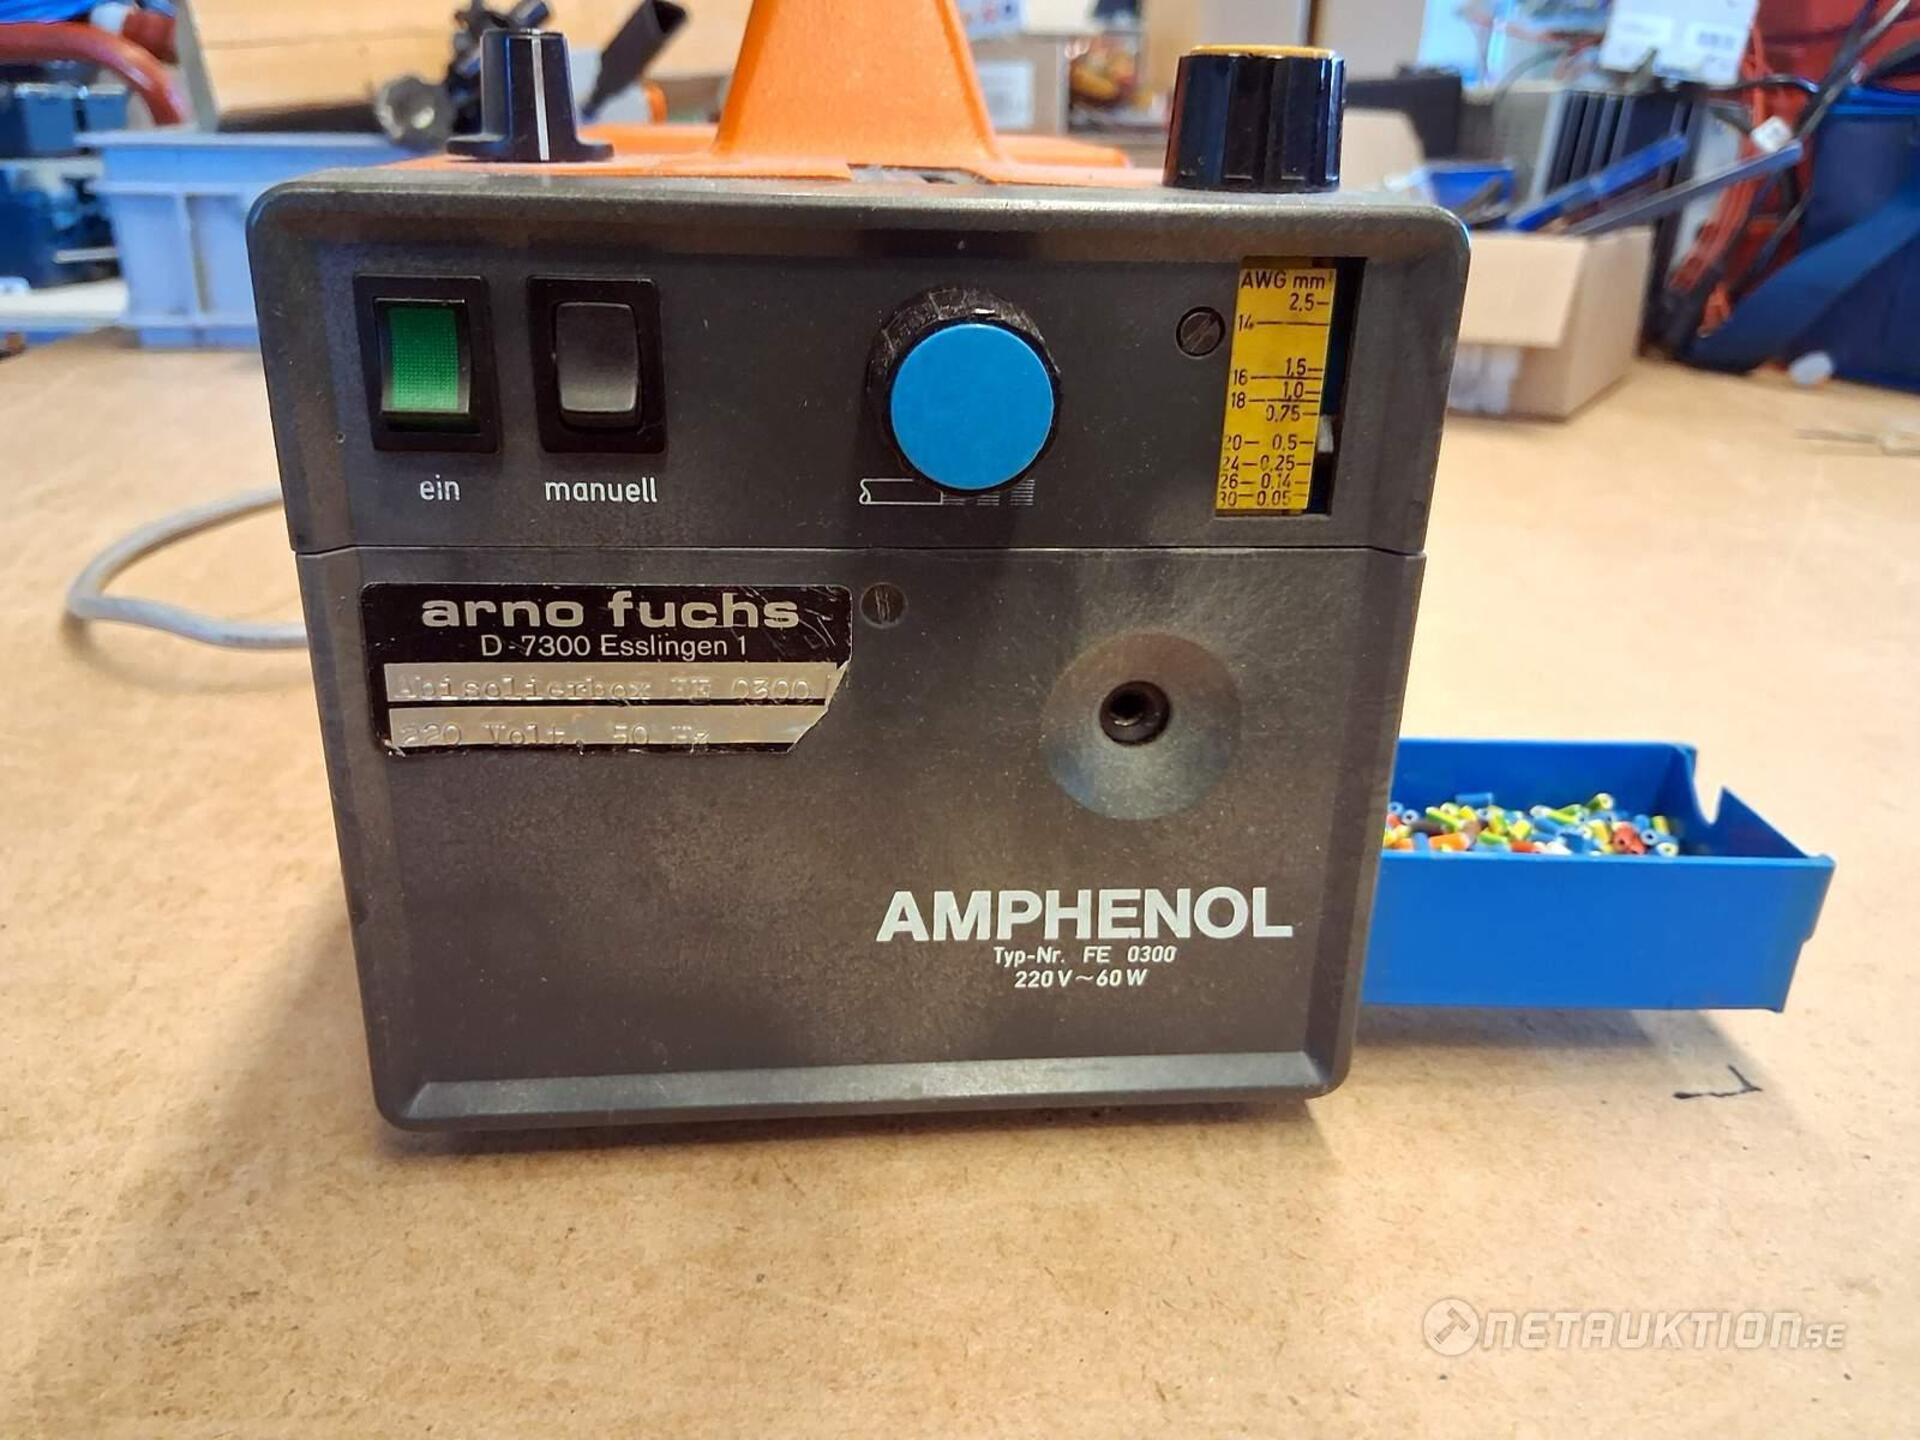 AWG mm²
2,5
14
1,5
16
1,0
18
0,75
20 0,5
24 0,25
26 0,14
30 0,05
ein
manuell
arno fuchs
D-7300 Esslingen 1
Abisolierbox FE 0300
220 Volt, 50 Hz
AMPHENOL
Typ-Nr. FE 0300
220 V~60 W
NETAUKTION.SE